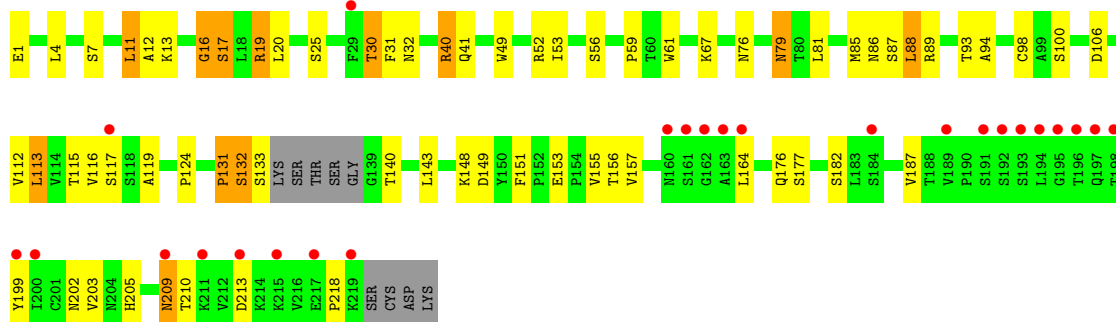 E1 L4 S7 L11 A12 K13 G16 S17 L18 R19 L20 S25 F29 T30 F31 N32 R40 Q41 W49 R52 I53 S56 P59 T60 W61 K67 N76 N79 T80 L81 M85 N86 S87 L88 R89 T93 A94 C98 A99 S100 D106
V112 L113 V114 T115 V116 S117 S118 A119 P124 P131 S132 S133 LYS SER THR SER GLY G139 T140 L143 K148 D149 Y150 F151 P152 E153 P154 V155 T156 V157 N160 S161 G162 A163 L164 Q176 S177 S182 L183 S184 V187 T188 V189 P190 S191 S192 S193 L194 G195 T196 Q197 T198
Y199 I200 C201 N202 V203 N204 H205 N209 T210 K211 V212 D213 K214 K215 V216 E217 P218 K219 SER CYS ASP LYS